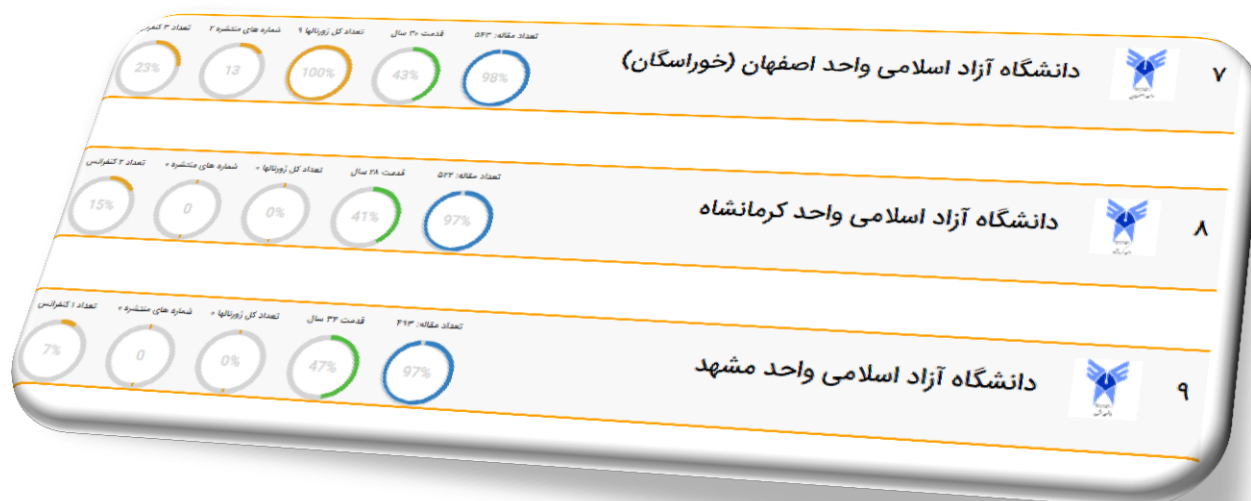 ۷
دانشگاه آزاد اسلامی واحد اصفهان (خوراسگان)
تعداد مقاله: ۵۴۳
98%
قدمت ۳۰ سال
43%
تعداد کل ژورنالها ۹
100%
شماره های منتشره ۲
13
تعداد ۳ کنفرس
23%
۸
دانشگاه آزاد اسلامی واحد کرمانشاه
تعداد مقاله: ۵۲۲
97%
قدمت ۲۸ سال
41%
تعداد کل ژورنالها ۰
0%
شماره های منتشره ۰
0
تعداد ۲ کنفرانس
15%
۹
دانشگاه آزاد اسلامی واحد مشهد
تعداد مقاله: ۴۹۳
97%
قدمت ۳۴ سال
47%
تعداد کل ژورنالها ۰
0%
شماره های منتشره ۰
0
تعداد ۱ کنفرانس
7%